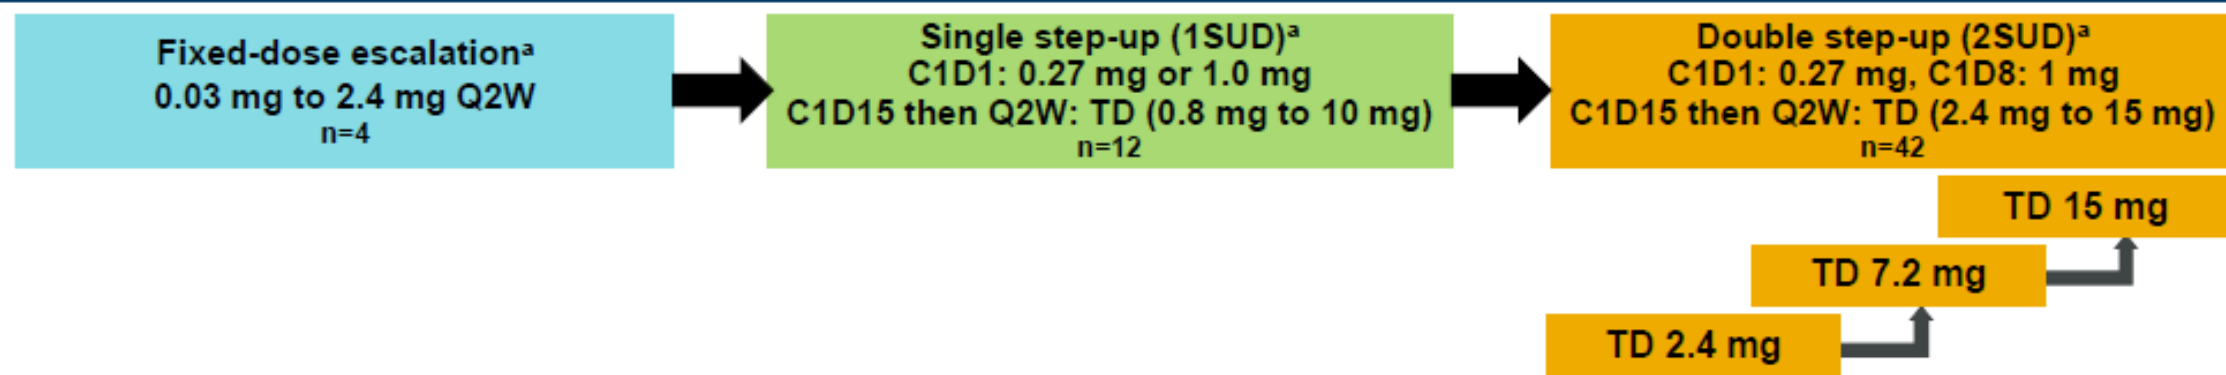 Fixed-dose escalationᵃ
0.03 mg to 2.4 mg Q2W
n=4
Single step-up (1SUD)ᵃ
C1D1: 0.27 mg or 1.0 mg
C1D15 then Q2W: TD (0.8 mg to 10 mg)
n=12
Double step-up (2SUD)ᵃ
C1D1: 0.27 mg, C1D8: 1 mg
C1D15 then Q2W: TD (2.4 mg to 15 mg)
n=42
TD 15 mg
TD 7.2 mg
TD 2.4 mg